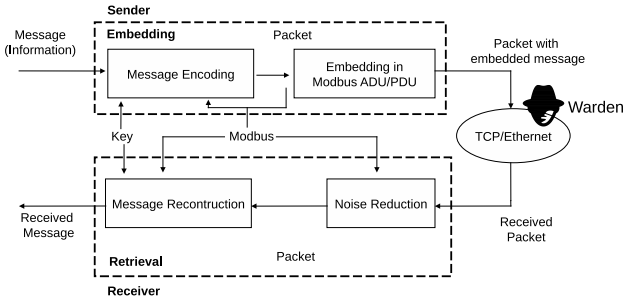 Sender
Message
(Information)
Embedding
Packet
Message Encoding
Embedding in
Modbus ADU/PDU
Packet with
embedded message
Warden
TCP/Ethernet
Key
Modbus
Message Recontruction
Noise Reduction
Received
Message
Received
Packet
Retrieval
Packet
Receiver